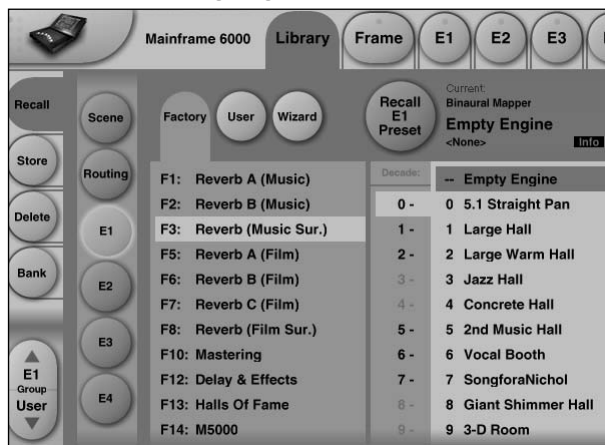 Mainframe 6000
Library
Frame
E1
E2
E3
Recall
Store
Delete
Bank
E1
Group
User
Scene
Routing
E1
E2
E3
E4
Factory
User
Wizard
F1: Reverb A (Music)
F2: Reverb B (Music)
F3: Reverb (Music Sur.)
F5: Reverb A (Film)
F6: Reverb B (Film)
F7: Reverb C (Film)
F8: Reverb (Film Sur.)
F10: Mastering
F12: Delay & Effects
F13: Halls Of Fame
F14: M5000
Recall
E1
Preset
Current:
Binaural Mapper
Empty Engine
<None>
Info
Decade:
0 -
1 -
2 -
3 -
4 -
5 -
6 -
7 -
8 -
9 -
-- Empty Engine
0 5.1 Straight Pan
1 Large Hall
2 Large Warm Hall
3 Jazz Hall
4 Concrete Hall
5 2nd Music Hall
6 Vocal Booth
7 SongforaNichol
8 Giant Shimmer Hall
9 3-D Room